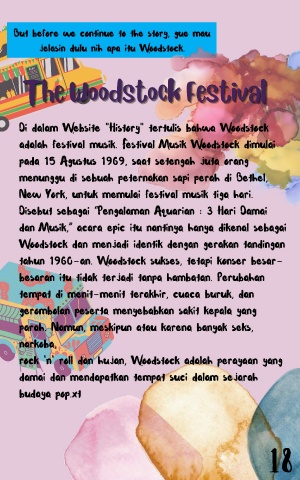 But before we continue to the story, gue mau
jelasin dulu nih apa itu Woodstock.
The Woodstock Festival
Di dalam Website "History" tertulis bahwa Woodstock
adalah festival musik. Festival Musik Woodstock dimulai
pada 15 Agustus 1969, saat setengah juta orang
menunggu di sebuah peternakan sapi perah di Bethel,
New York, untuk memulai festival musik tiga hari.
Disebut sebagai "Pengalaman Aquarian : 3 Hari Damai
dan Musik," acara epic itu nantinya hanya dikenal sebagai
Woodstock dan menjadi identik dengan gerakan tandingan
tahun 1960-an. Woodstock sukses, tetapi konser besar-
besaran itu tidak terjadi tanpa hambatan. Perubahan
tempat di menit-menit terakhir, cuaca buruk, dan
gerombolan peserta menyebabkan sakit kepala yang
parah. Namun, meskipun atau karena banyak seks,
narkoba,
rock 'n' roll dan hujan, Woodstock adalah perayaan yang
damai dan mendapatkan tempat suci dalam sejarah
budaya pop.xt
18